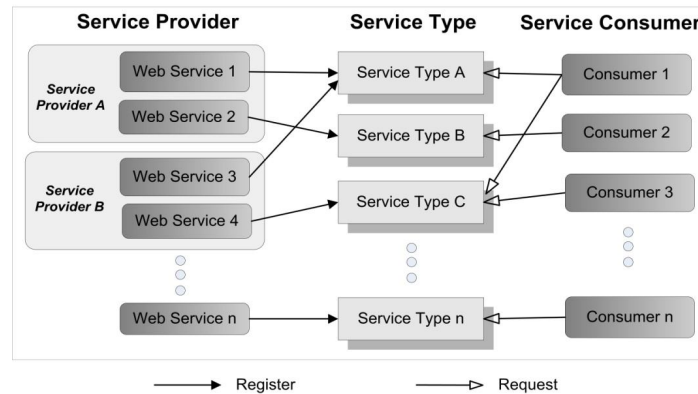 Service Provider
Service Type
Service Consumer
Service
Provider A
Web Service 1
Web Service 2
Service Type A
Service Type B
Consumer 1
Consumer 2
Service
Provider B
Web Service 3
Web Service 4
Service Type C
Consumer 3
Web Service n
Service Type n
Consumer n
Register
Request